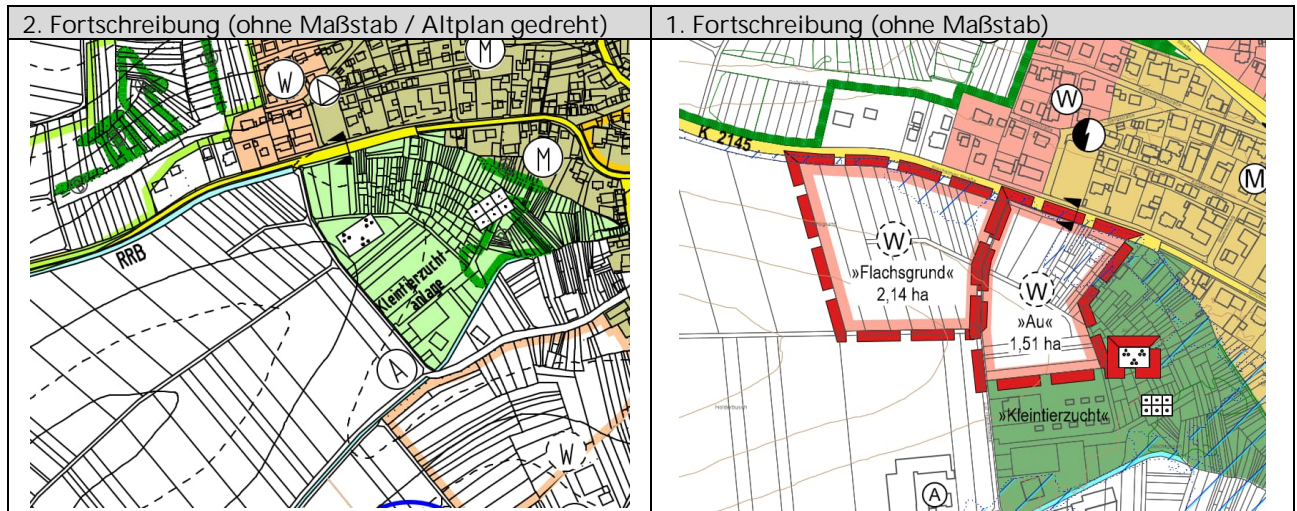 2. Fortschreibung (ohne Maßstab / Altplan gedreht)
1. Fortschreibung (ohne Maßstab)
M
W
M
RRB
Kleintierzucht-
anlage
A
W
K 2145
W
M
W
»Flachsgrund«
2,14 ha
W
»Au«
1,51 ha
»Kleintierzucht«
A